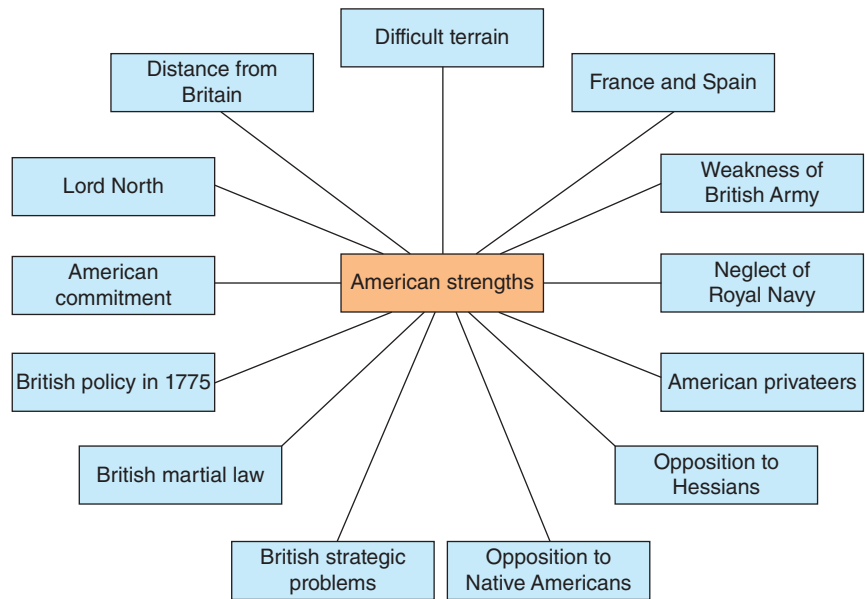 Difficult terrain
Distance from
Britain
France and Spain
Lord North
Weakness of
British Army
American
commitment
American strengths
Neglect of
Royal Navy
British policy in 1775
American privateers
British martial law
Opposition to
Hessians
British strategic
problems
Opposition to
Native Americans